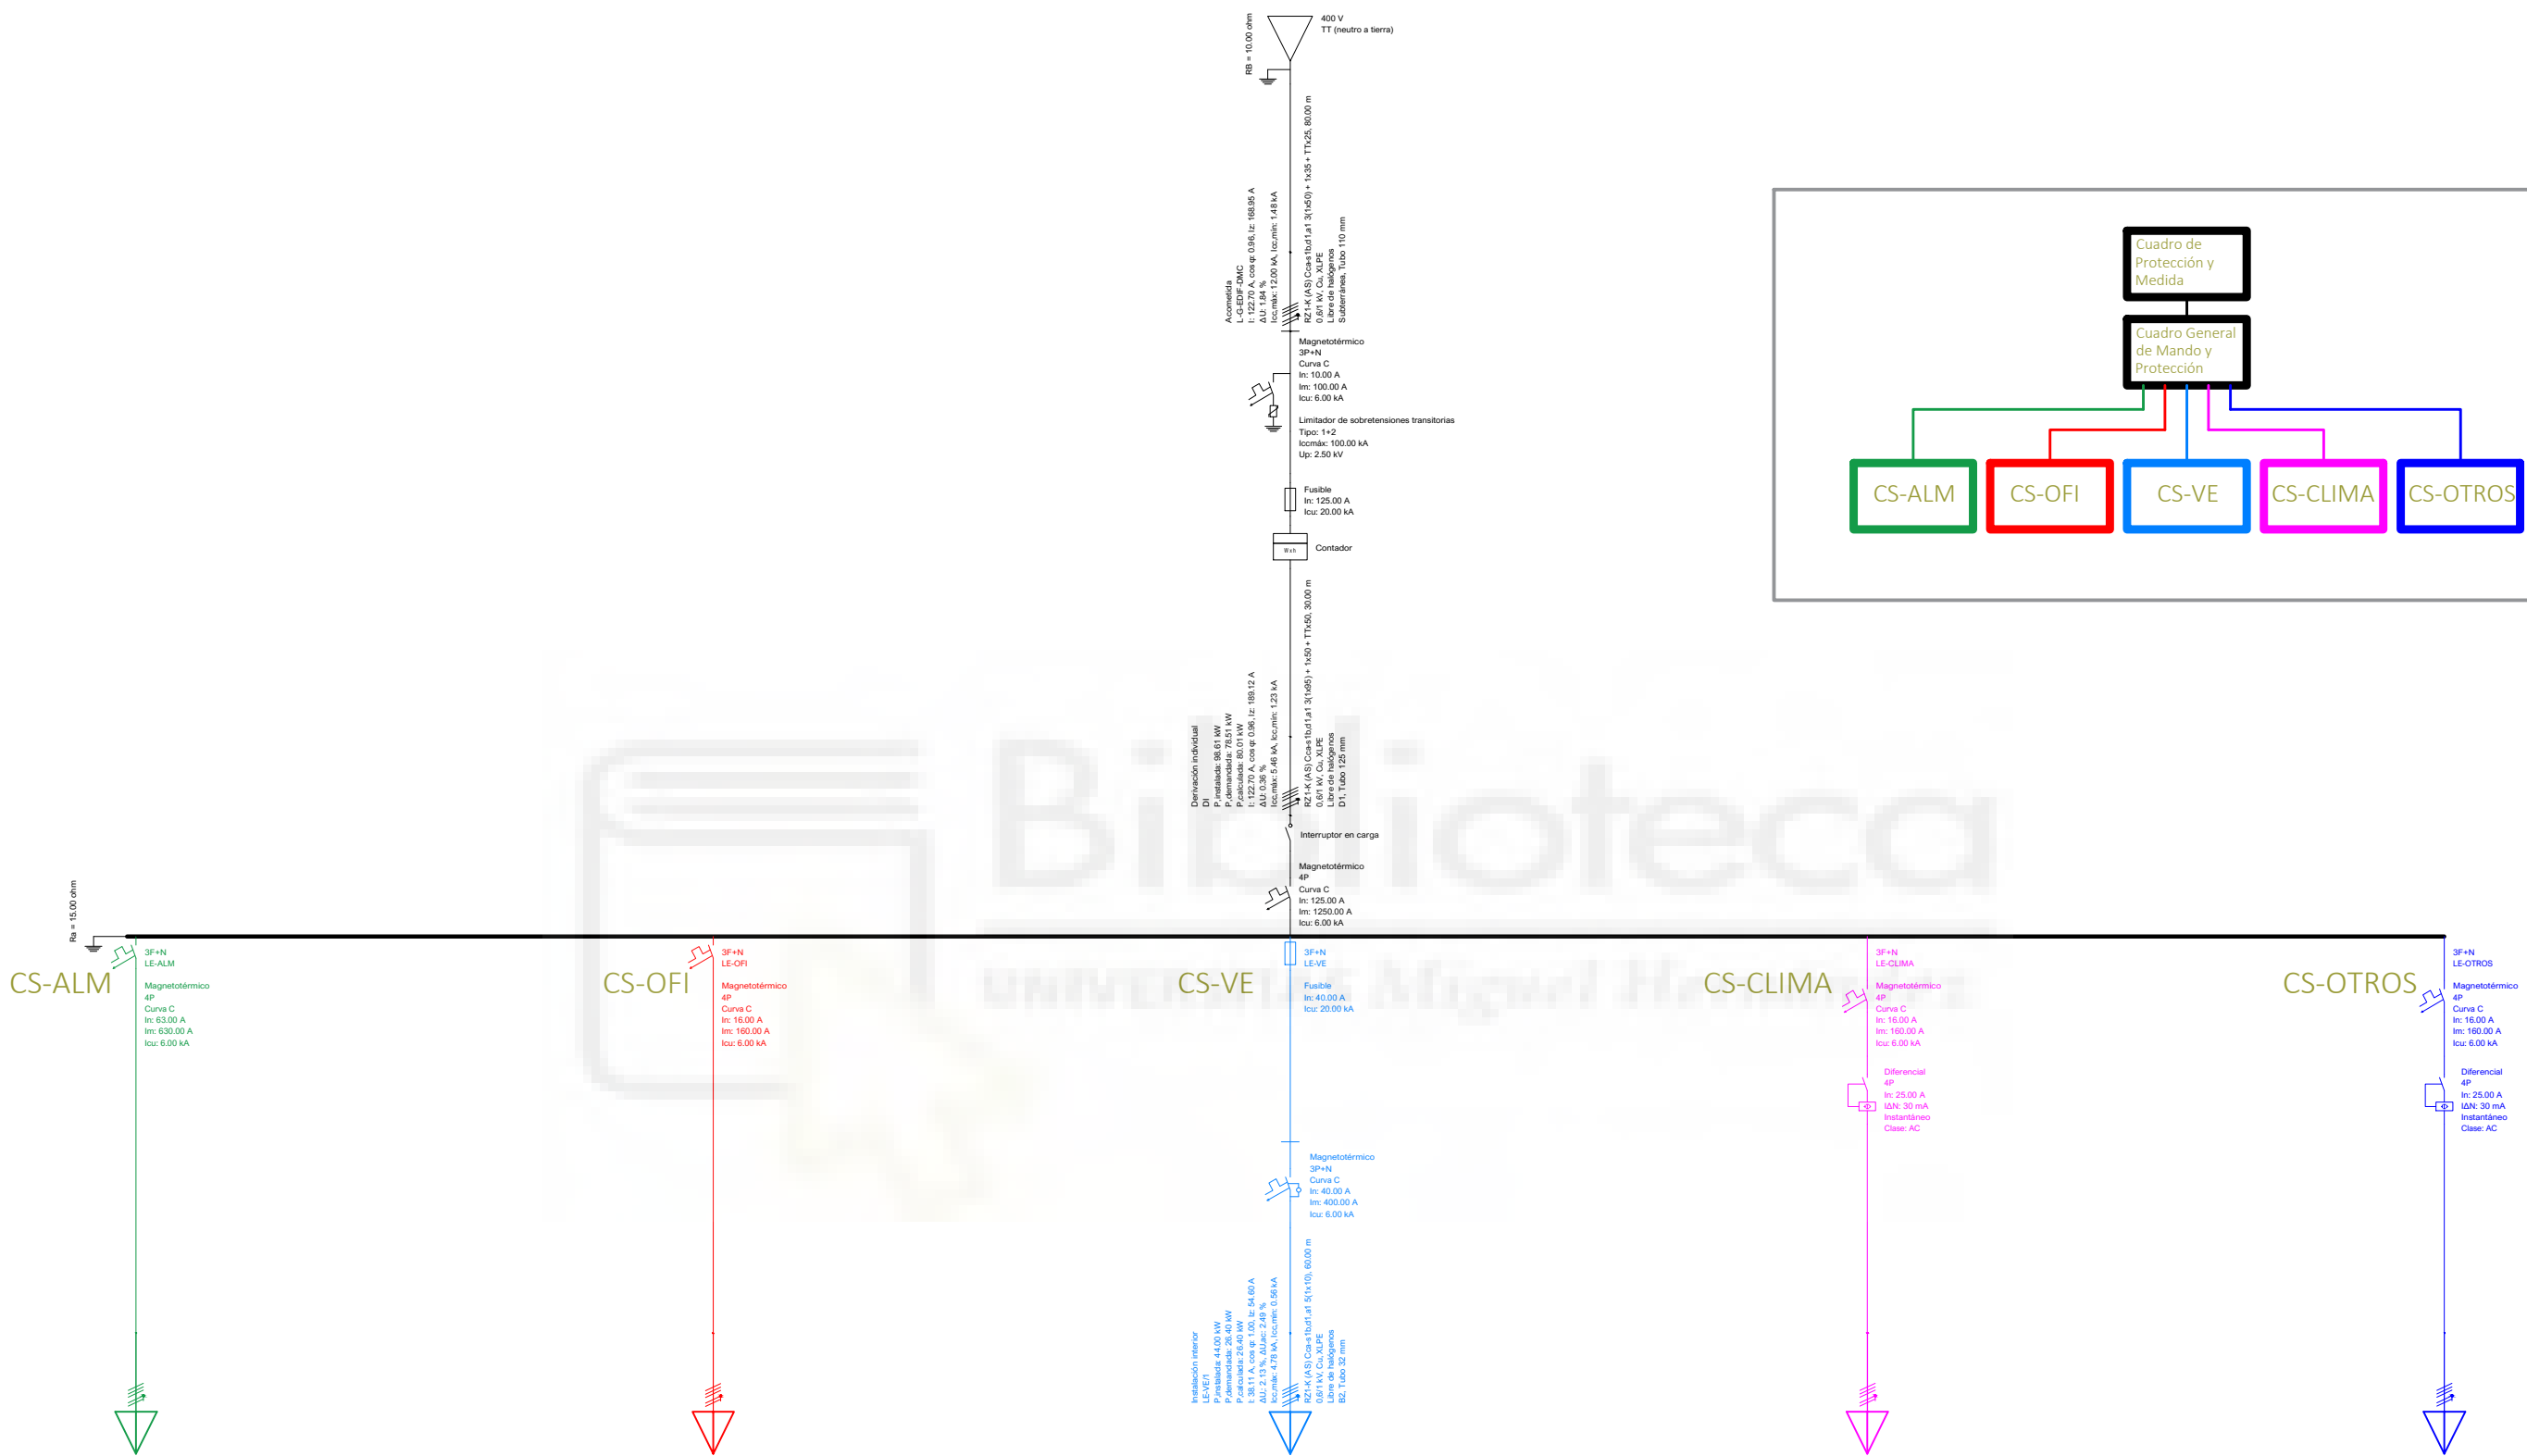 400 V
TT (neutro a tierra)
RB = 10.00 ohm
Acometida
L-G-EDIF-DMC
I: 122.70 A, cos φ: 0.96, Iz: 168.95 A
ΔU: 1.84 %
Icc,máx: 12.00 kA, Icc,mín: 1.48 kA
RZ1-K (AS) Cca-s1b,d1,a1 3(1x50) + 1x35 + TTx25, 80.00 m
0,6/1 kV, Cu, XLPE
Libre de halógenos
Subterránea, Tubo 110 mm
Magnetotérmico
3P+N
Curva C
In: 10.00 A
Im: 100.00 A
Icu: 6.00 kA
Limitador de sobretensiones transitorias
Tipo: 1+2
Iccmáx: 100.00 kA
Up: 2.50 kV
Fusible
In: 125.00 A
Icu: 20.00 kA
Wxh
Contador
Derivación individual
DI
P,instalada: 98.61 kW
P,demandada: 78.51 kW
P,calculada: 80.01 kW
I: 122.70 A, cos φ: 0.96, Iz: 189.12 A
ΔU: 0.36 %
Icc,máx: 5.46 kA, Icc,mín: 1.23 kA
RZ1-K (AS) Cca-s1b,d1,a1 3(1x95) + 1x50 + TTx50, 30.00 m
0,6/1 kV, Cu, XLPE
Libre de halógenos
D1, Tubo 125 mm
Interruptor en carga
Magnetotérmico
4P
Curva C
In: 125.00 A
Im: 1250.00 A
Icu: 6.00 kA
Cuadro de
Protección y
Medida
Cuadro General
de Mando y
Protección
CS-ALM
CS-OFI
CS-VE
CS-CLIMA
CS-OTROS
Biblioteca
UNIVERSITAS Miguel Hernández
Ra = 15.00 ohm
CS-ALM
3F+N
LE-ALM
Magnetotérmico
4P
Curva C
In: 63.00 A
Im: 630.00 A
Icu: 6.00 kA
CS-OFI
3F+N
LE-OFI
Magnetotérmico
4P
Curva C
In: 16.00 A
Im: 160.00 A
Icu: 6.00 kA
CS-VE
3F+N
LE-VE
Fusible
In: 40.00 A
Icu: 20.00 kA
Magnetotérmico
3P+N
Curva C
In: 40.00 A
Im: 400.00 A
Icu: 6.00 kA
Instalación interior
LE-VE/1
P,instalada: 44.00 kW
P,demandada: 26.40 kW
P,calculada: 26.40 kW
I: 38.11 A, cos φ: 1.00, Iz: 54.60 A
ΔU: 2.13 %, ΔU,ac: 2.49 %
Icc,máx: 4.78 kA, Icc,mín: 0.56 kA
RZ1-K (AS) Cca-s1b,d1,a1 5(1x10), 60.00 m
0,6/1 kV, Cu, XLPE
Libre de halógenos
B2, Tubo 32 mm
CS-CLIMA
3F+N
LE-CLIMA
Magnetotérmico
4P
Curva C
In: 16.00 A
Im: 160.00 A
Icu: 6.00 kA
Diferencial
4P
In: 25.00 A
IΔN: 30 mA
Instantáneo
Clase: AC
CS-OTROS
3F+N
LE-OTROS
Magnetotérmico
4P
Curva C
In: 16.00 A
Im: 160.00 A
Icu: 6.00 kA
Diferencial
4P
In: 25.00 A
IΔN: 30 mA
Instantáneo
Clase: AC